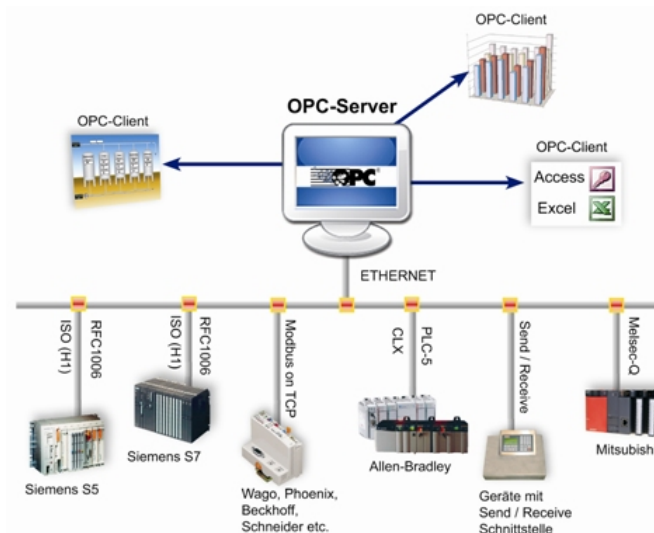 OPC-Client
OPC-Server
OPC-Client
OPC-Client
Access
Excel
OPC
ETHERNET
RFC1006
ISO (H1)
RFC1006
ISO (H1)
Modbus on TCP
PLC-5
CLX
Send / Receive
Melsec-Q
Siemens S5
Siemens S7
Wago, Phoenix,
Beckhoff,
Schneider etc.
Allen-Bradley
Geräte mit
Send / Receive
Schnittstelle
Mitsubish